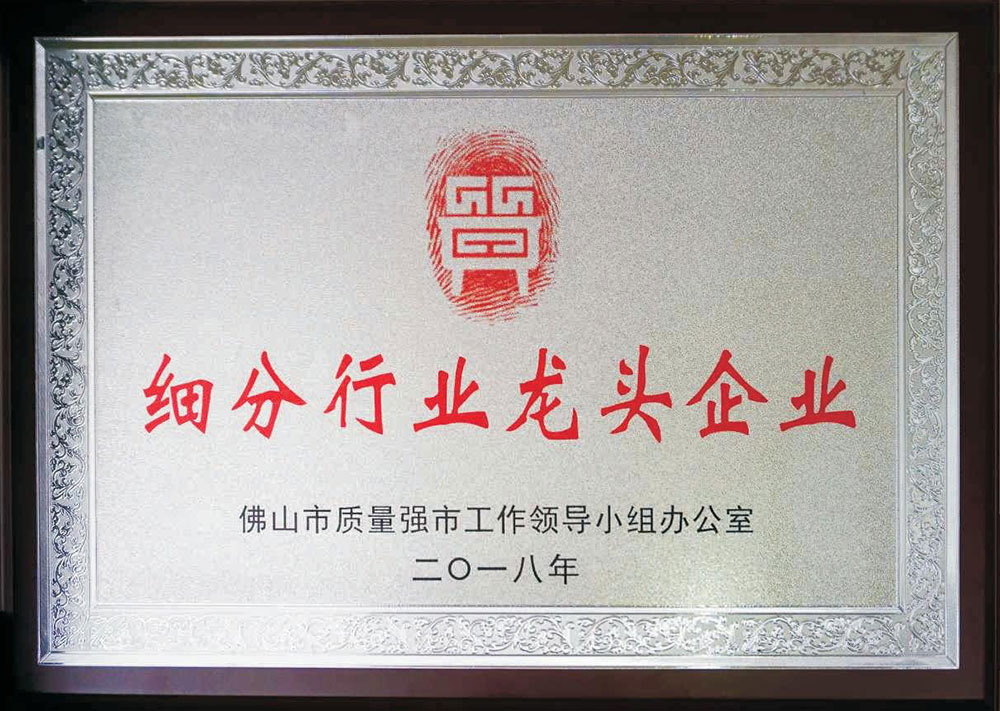 细分行业龙头企业
佛山市质量强市工作领导小组办公室
二〇一八年